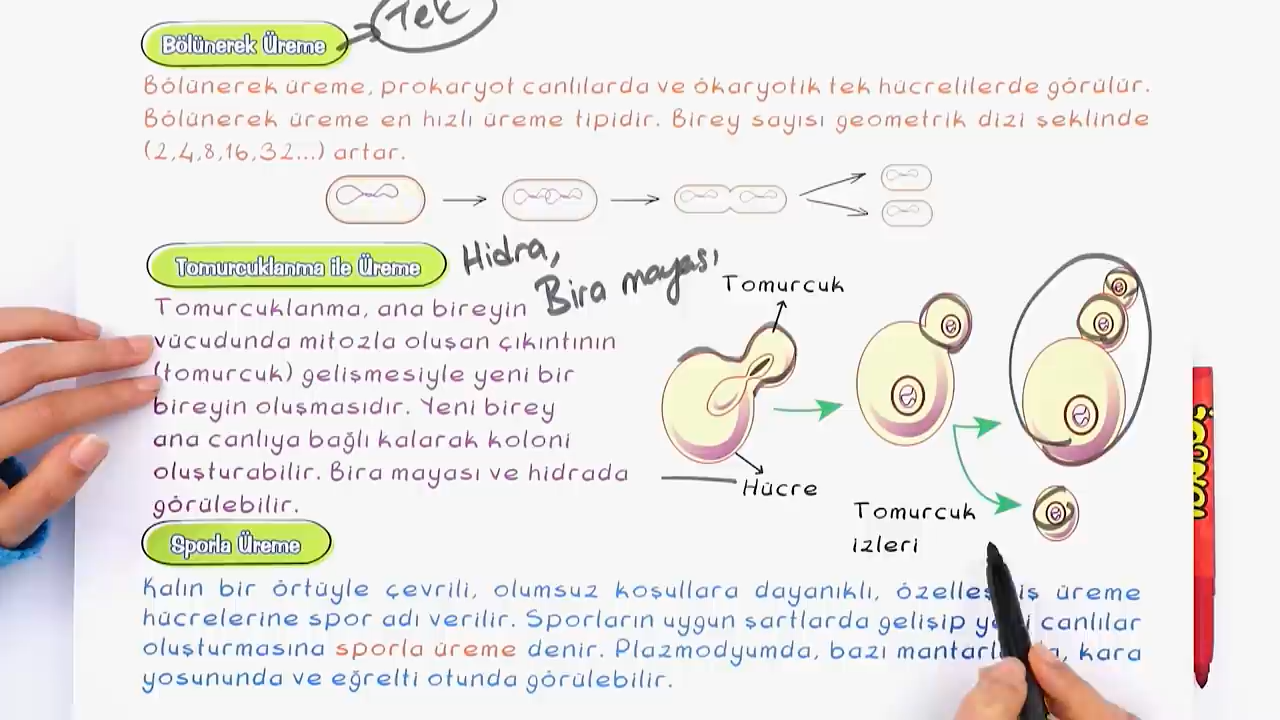 Tek
Bölünerek Üreme
Bölünerek üreme, prokaryot canlılarda ve ökaryotik tek hücrelilerde görülür.
Bölünerek üreme en hızlı üreme tipidir. Birey sayısı geometrik dizi şeklinde
(2,4,8,16,32...) artar.
Tomurcuklanma ile Üreme
Hidra,
Bira mayası
Tomurcuklanma, ana bireyin
vücudunda mitozla oluşan çıkıntının
(tomurcuk) gelişmesiyle yeni bir
bireyin oluşmasıdır. Yeni birey
ana canlıya bağlı kalarak koloni
oluşturabilir. Bira mayası ve hidrada
görülebilir.
Tomurcuk
Hücre
Tomurcuk
izleri
Sporla Üreme
Kalın bir örtüyle çevrili, olumsuz koşullara dayanıklı, üreme
hücrelerine spor adı verilir. Sporların uygun şartlarda gelişip canlılar
oluşturmasına sporla üreme denir. Plazmodyumda, bazı kara
yosununda ve eğrelti otunda görülebilir.